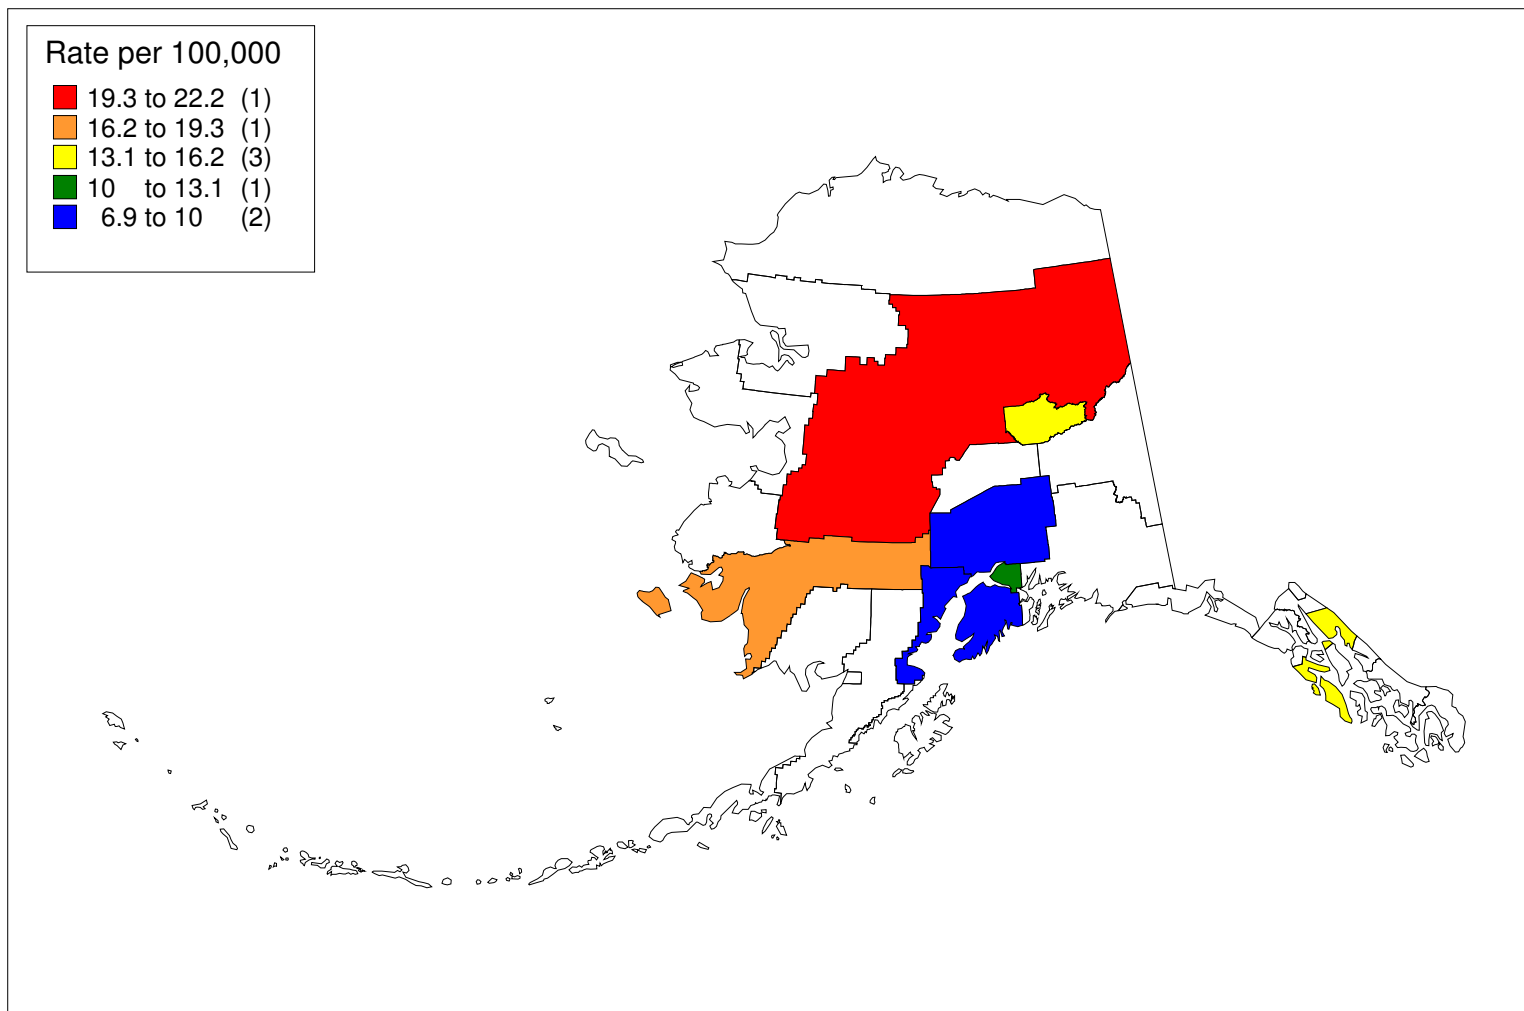 Rate per 100,000
19.3 to 22.2 (1)
16.2 to 19.3 (1)
13.1 to 16.2 (3)
10 to 13.1 (1)
6.9 to 10 (2)